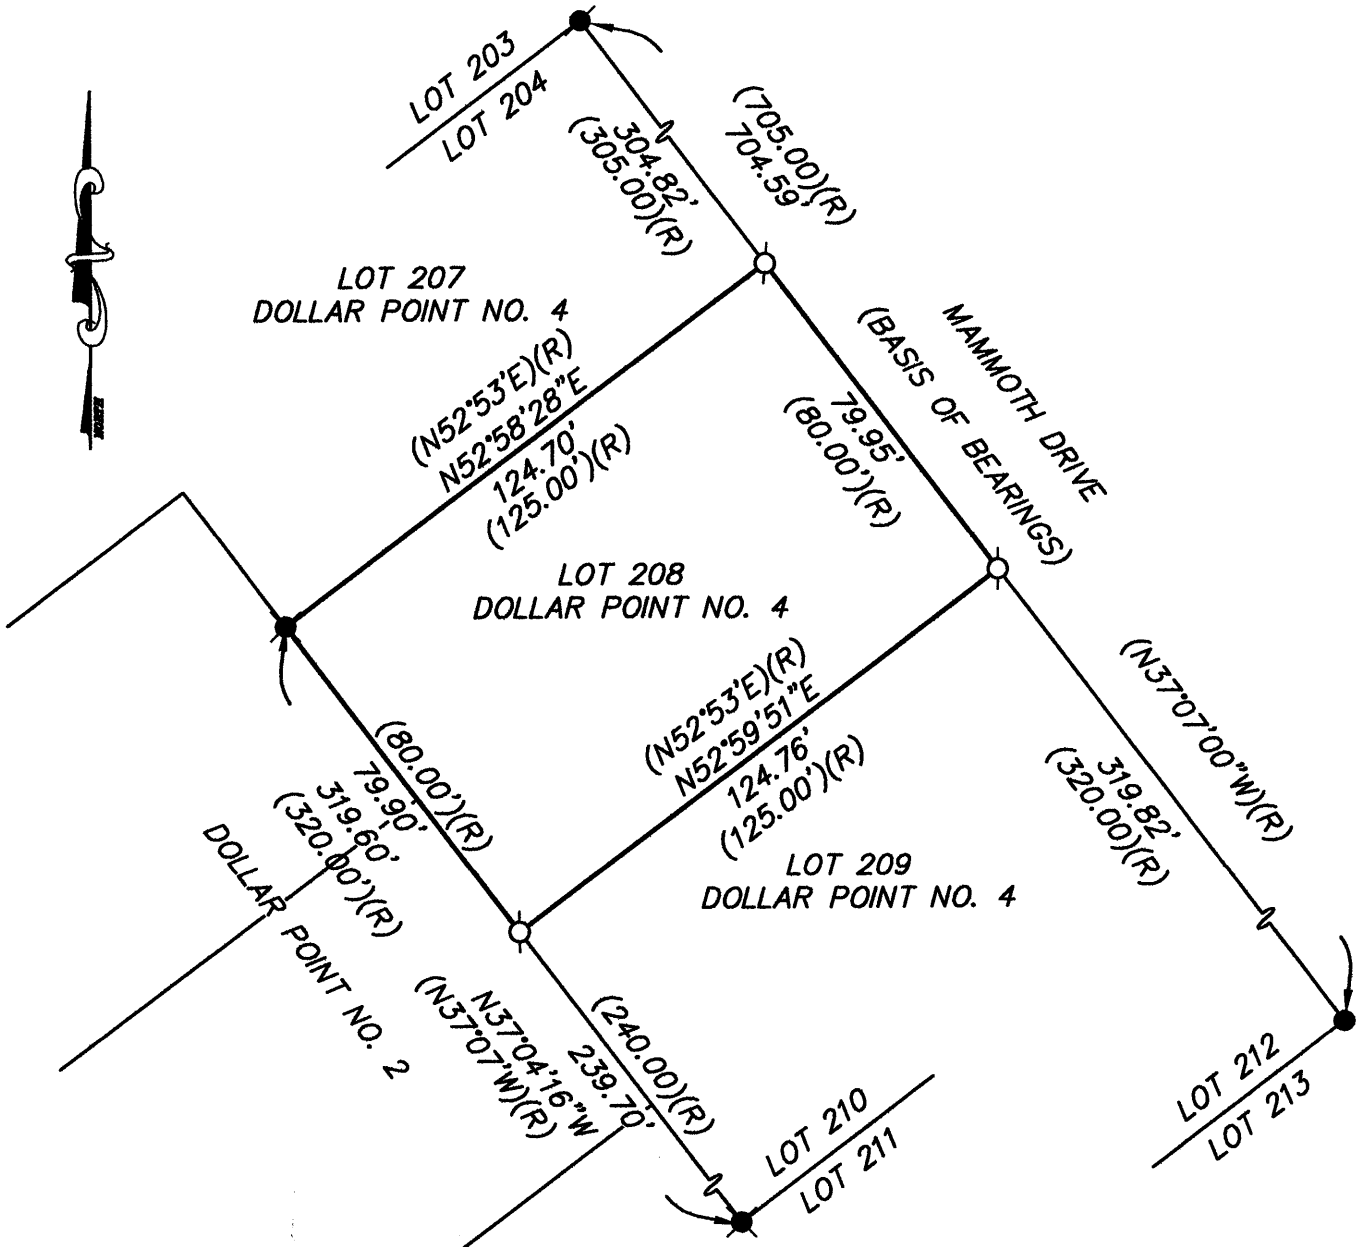 LOT 203
LOT 204
304.82'
(305.00)(R)
(705.00)(R)
704.59'
NORTH
LOT 207
DOLLAR POINT NO. 4
MAMMOTH DRIVE
(BASIS OF BEARINGS)
(N52°53'E)(R)
N52°58'28"E
124.70'
(125.00')(R)
79.95'
(80.00')(R)
LOT 208
DOLLAR POINT NO. 4
(N52°53'E)(R)
N52°59'51"E
124.76'
(125.00')(R)
(N37°07'00"W)(R)
319.82'
(320.00)(R)
(80.00')(R)
79.90'
319.60'
(320.00')(R)
DOLLAR POINT NO. 2
LOT 209
DOLLAR POINT NO. 4
(240.00)(R)
239.70'
N37°04'16"W
(N37°07'W)(R)
LOT 210
LOT 211
LOT 212
LOT 213